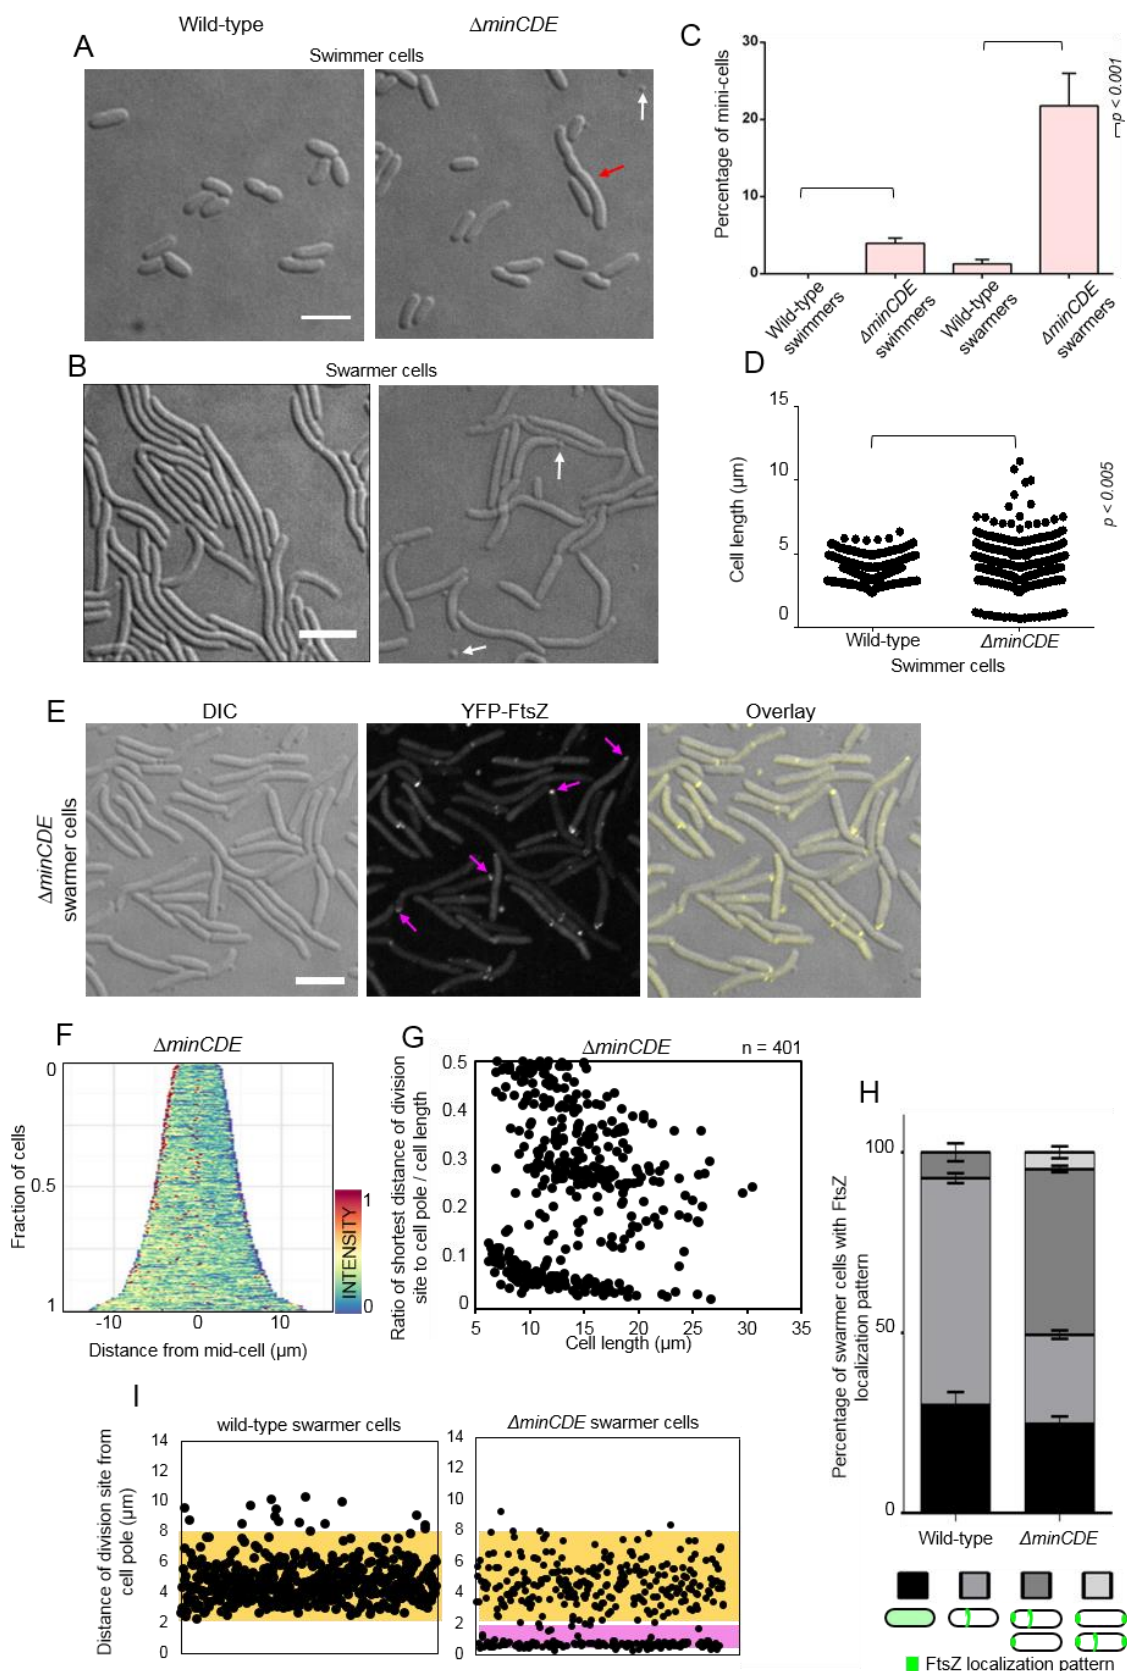 Wild-type
ΔminCDE
A
Swimmer cells
B
Swarmer cells
C
Percentage of mini-cells
30
20
10
0
Wild-type swimmers
ΔminCDE swimmers
Wild-type swarmers
ΔminCDE swarmers
p < 0.001
D
Cell length (µm)
15
10
5
0
Wild-type
ΔminCDE
Swimmer cells
p < 0.005
E
DIC
YFP-FtsZ
Overlay
ΔminCDE
swarmer cells
F
ΔminCDE
Fraction of cells
0
0.5
1
-10
0
10
Distance from mid-cell (µm)
INTENSITY
1
0
G
ΔminCDE
n = 401
Ratio of shortest distance of division
site to cell pole / cell length
0.5
0.4
0.3
0.2
0.1
0
5
10
15
20
25
30
35
Cell length (µm)
H
Percentage of swarmer cells with FtsZ
localization pattern
100
50
0
Wild-type
ΔminCDE
FtsZ localization pattern
I
wild-type swarmer cells
ΔminCDE swarmer cells
Distance of division site from
cell pole (µm)
14
12
10
8
6
4
2
0
14
12
10
8
6
4
2
0